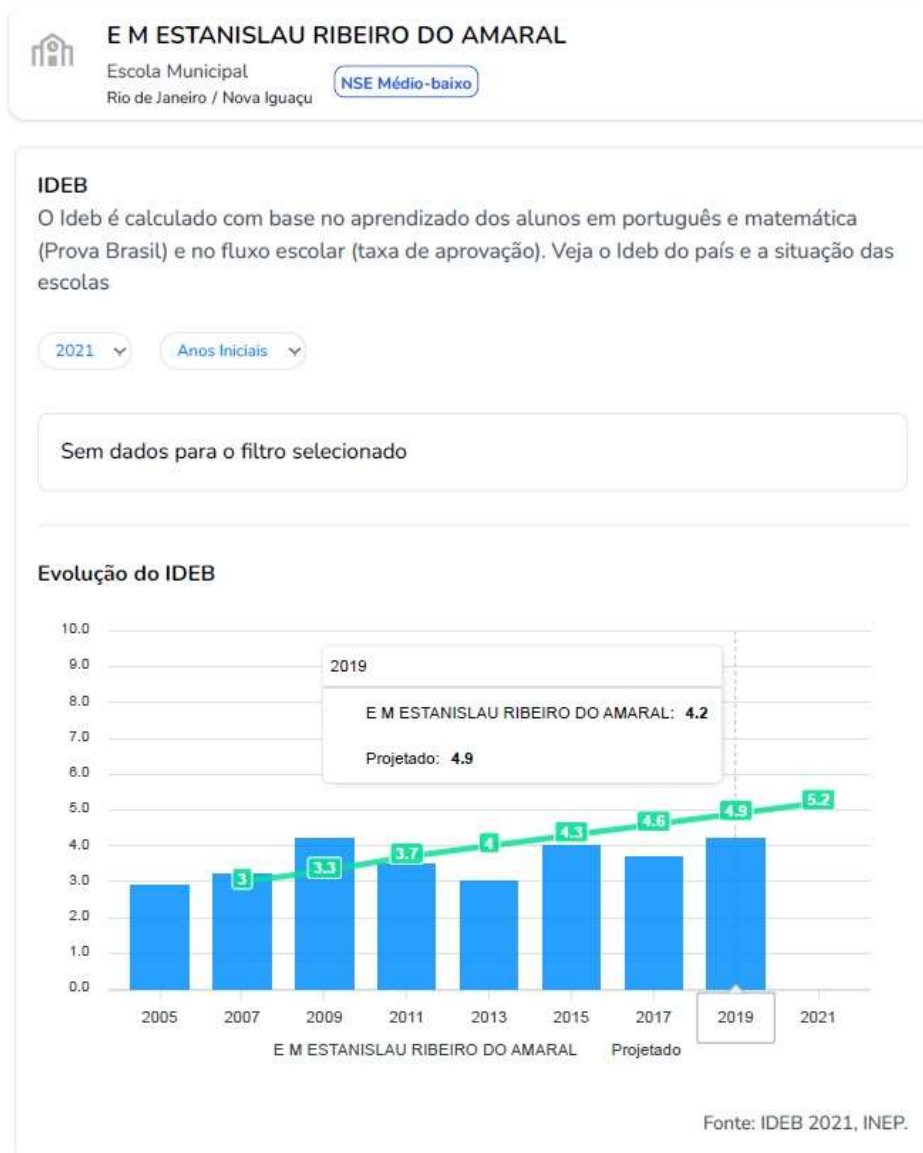 E M ESTANISLAU RIBEIRO DO AMARAL
Escola Municipal
Rio de Janeiro / Nova Iguaçu
NSE Médio-baixo
IDEB
O Ideb é calculado com base no aprendizado dos alunos em português e matemática
(Prova Brasil) e no fluxo escolar (taxa de aprovação). Veja o Ideb do país e a situação das
escolas
2021
Anos Iniciais
Sem dados para o filtro selecionado
Evolução do IDEB
10.0
9.0
8.0
7.0
6.0
5.0
4.0
3.0
2.0
1.0
0.0
2019
E M ESTANISLAU RIBEIRO DO AMARAL: 4.2
Projetado: 4.9
3
3.3
3.7
4
4.3
4.6
4.9
5.2
2005 2007 2009 2011 2013 2015 2017 2019 2021
E M ESTANISLAU RIBEIRO DO AMARAL Projetado
Fonte: IDEB 2021, INEP.